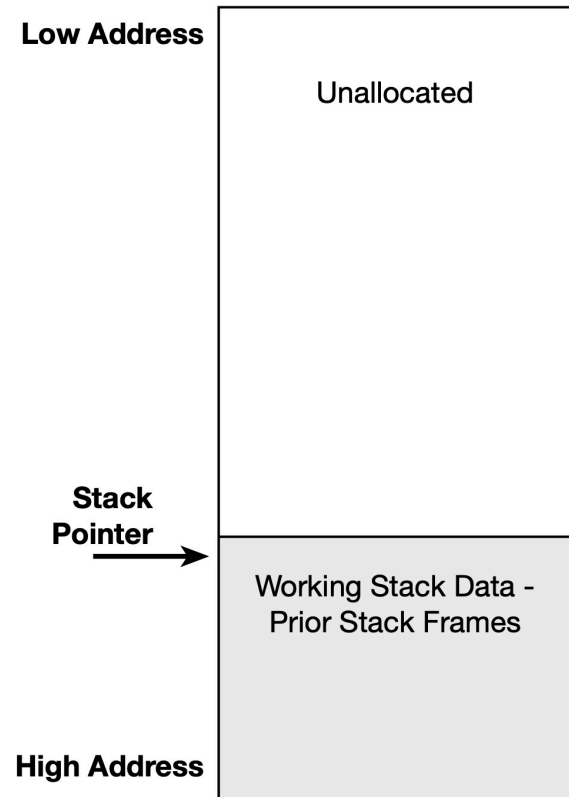 Low Address
Unallocated
Stack
Pointer
Working Stack Data -
Prior Stack Frames
High Address